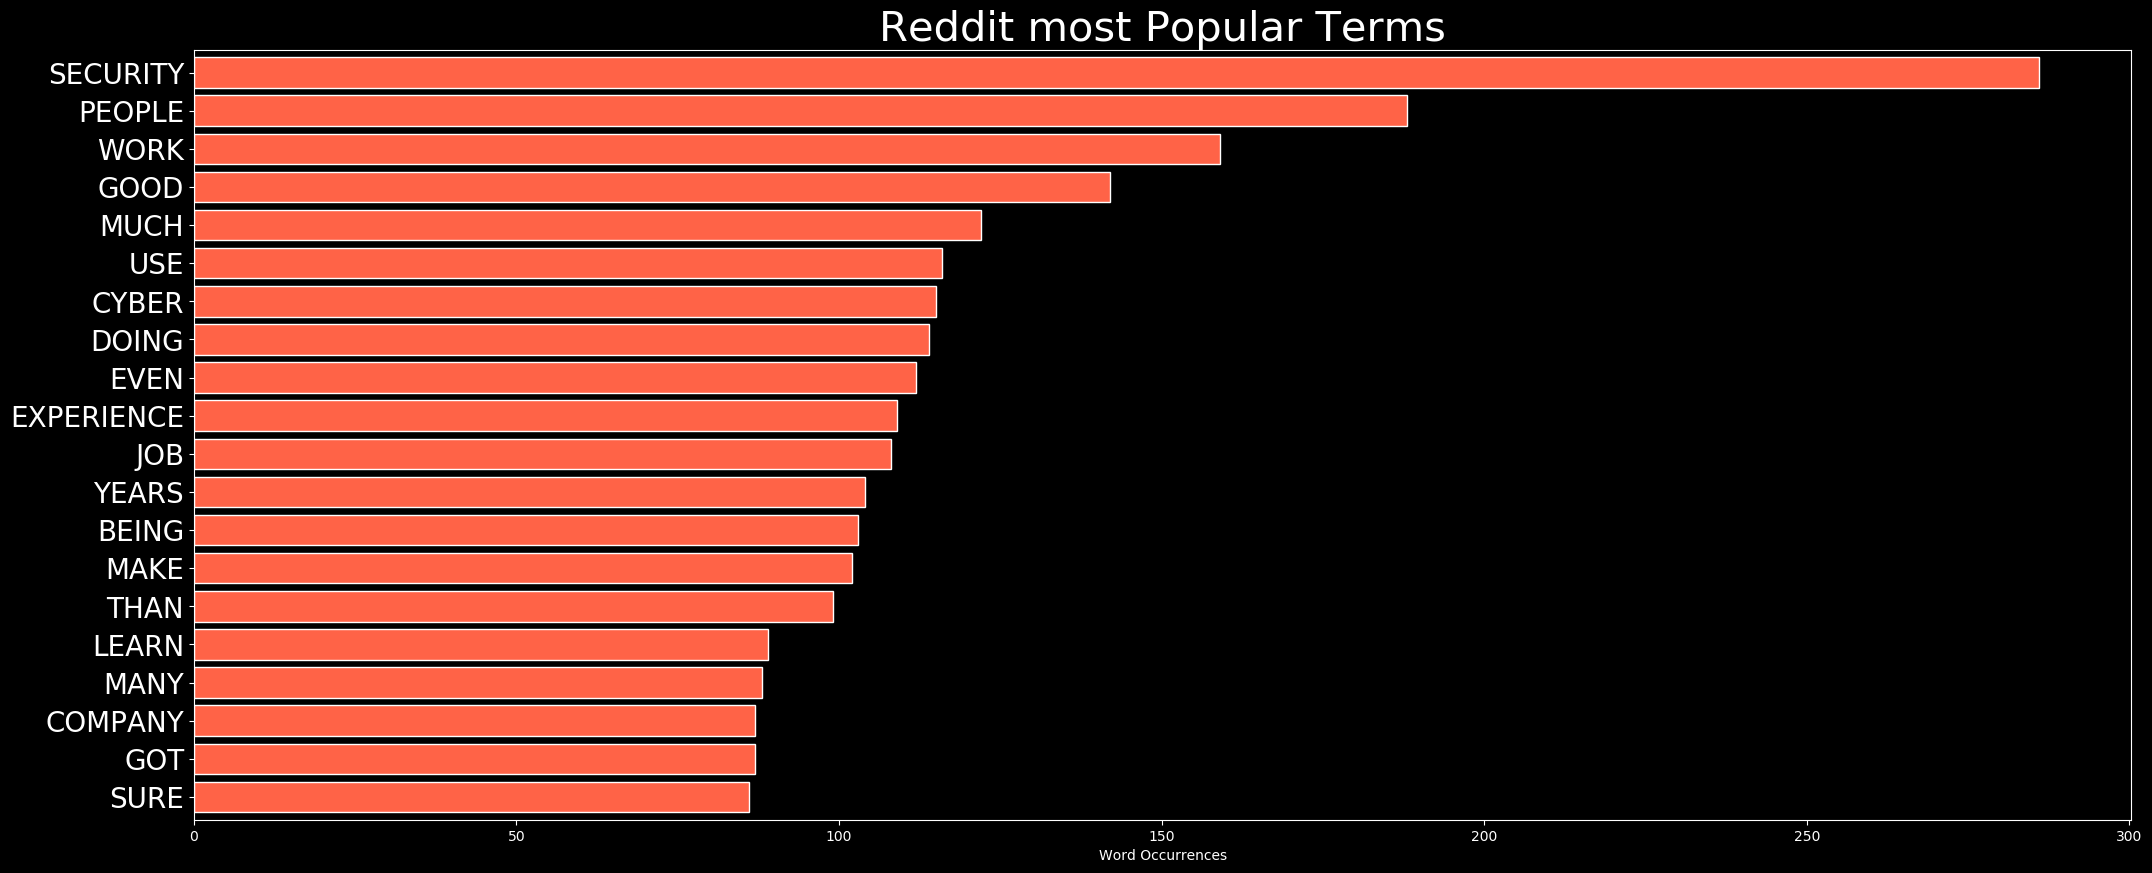 Reddit most Popular Terms
SECURITY
PEOPLE
WORK
GOOD
MUCH
USE
CYBER
DOING
EVEN
EXPERIENCE
JOB
YEARS
BEING
MAKE
THAN
LEARN
MANY
COMPANY
GOT
SURE
0 50 100 150 200 250 300
Word Occurrences